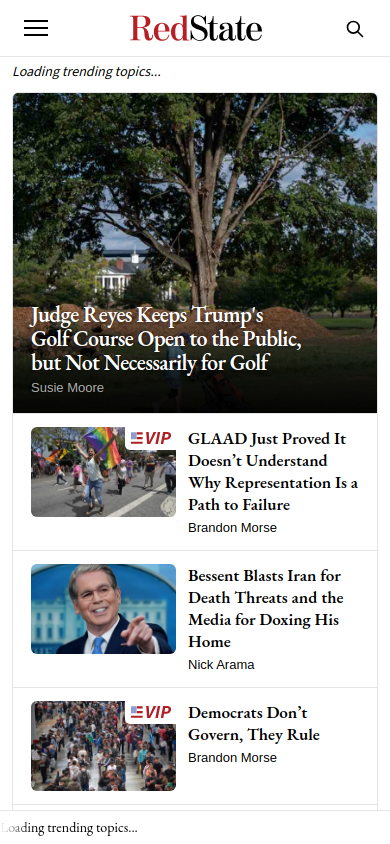 RedState
Loading trending topics...
Judge Reyes Keeps Trump's
Golf Course Open to the Public,
but Not Necessarily for Golf
Susie Moore
VIP
GLAAD Just Proved It
Doesn’t Understand
Why Representation Is a
Path to Failure
Brandon Morse
Bessent Blasts Iran for
Death Threats and the
Media for Doxing His
Home
Nick Arama
VIP
Democrats Don’t
Govern, They Rule
Brandon Morse
Loading trending topics...